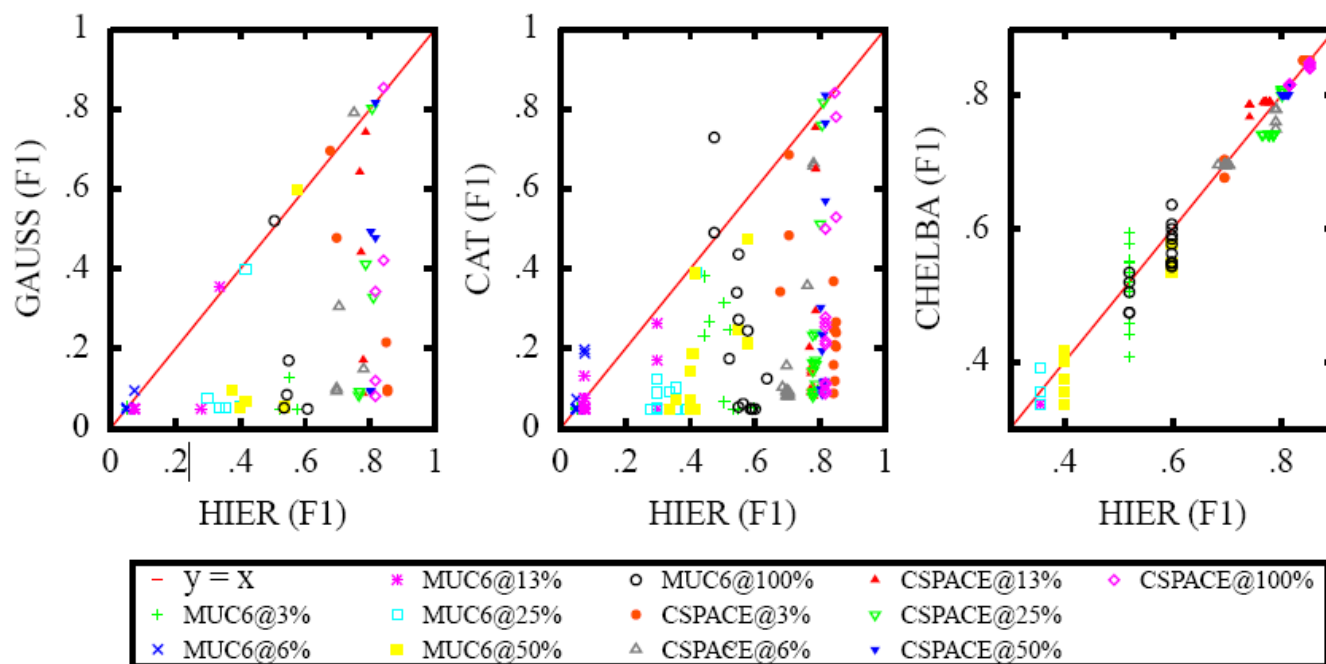 1
.8
.6
.4
.2
0
GAUSS (F1)
0 .2 .4 .6 .8 1
HIER (F1)
1
.8
.6
.4
.2
0
CAT (F1)
0 .2 .4 .6 .8 1
HIER (F1)
.8
.6
.4
CHELBA (F1)
.4 .6 .8
HIER (F1)
y = x MUC6@13% MUC6@100% CSPACE@13% CSPACE@100%
MUC6@3% MUC6@25% CSPACE@3% CSPACE@25%
MUC6@6% MUC6@50% CSPACE@6% CSPACE@50%